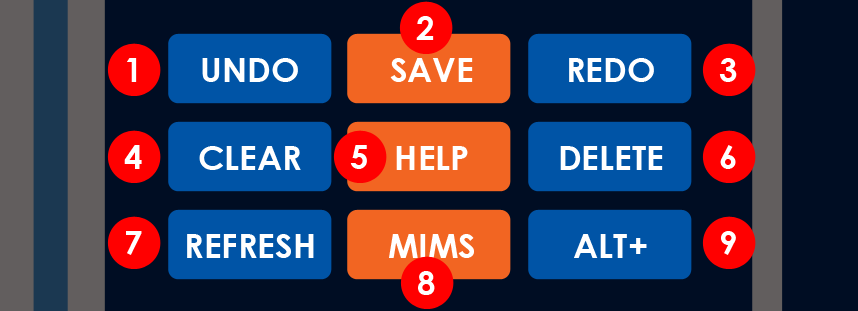 2
1 UNDO SAVE REDO 3
4 CLEAR 5 HELP DELETE 6
7 REFRESH MIMS ALT+ 9
8